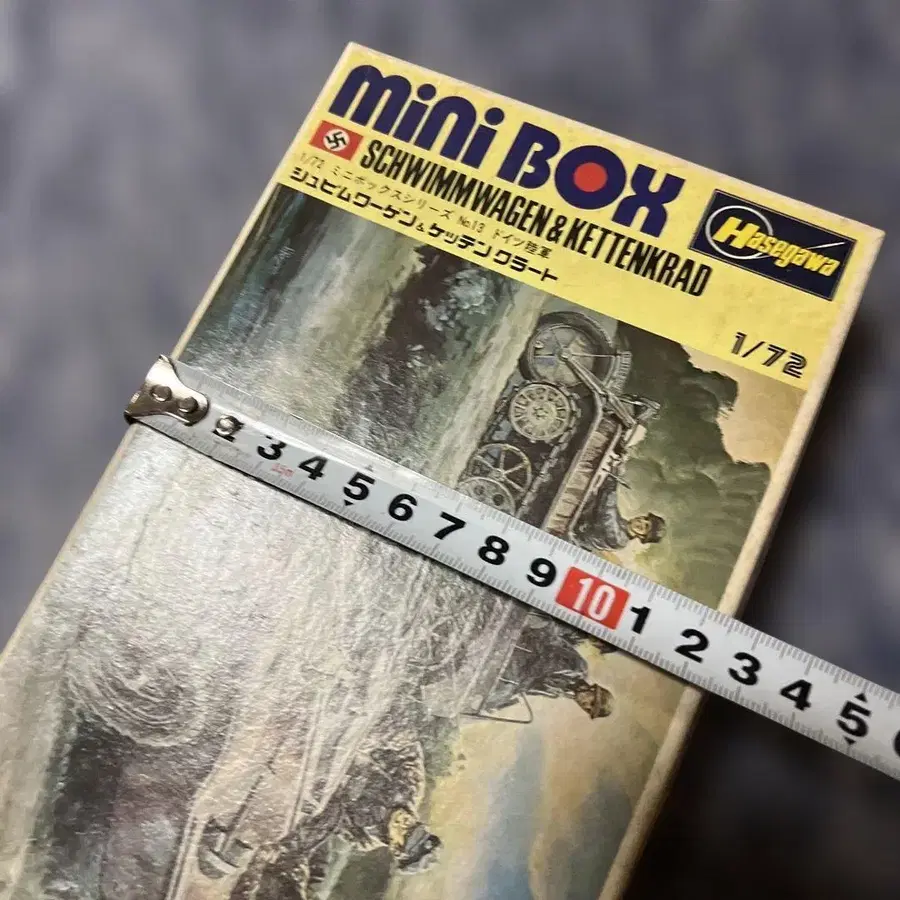 mini BOX
SCHWIMMWAGEN & KETTENKRAD
1/72 ミニボックスシリーズ No.13 ドイツ陸軍
シュビムワーゲン&ケッテンクラート
Hasegawa
1/72
2 3 4 5 6 7 8 9 10 1 2 3 4 5